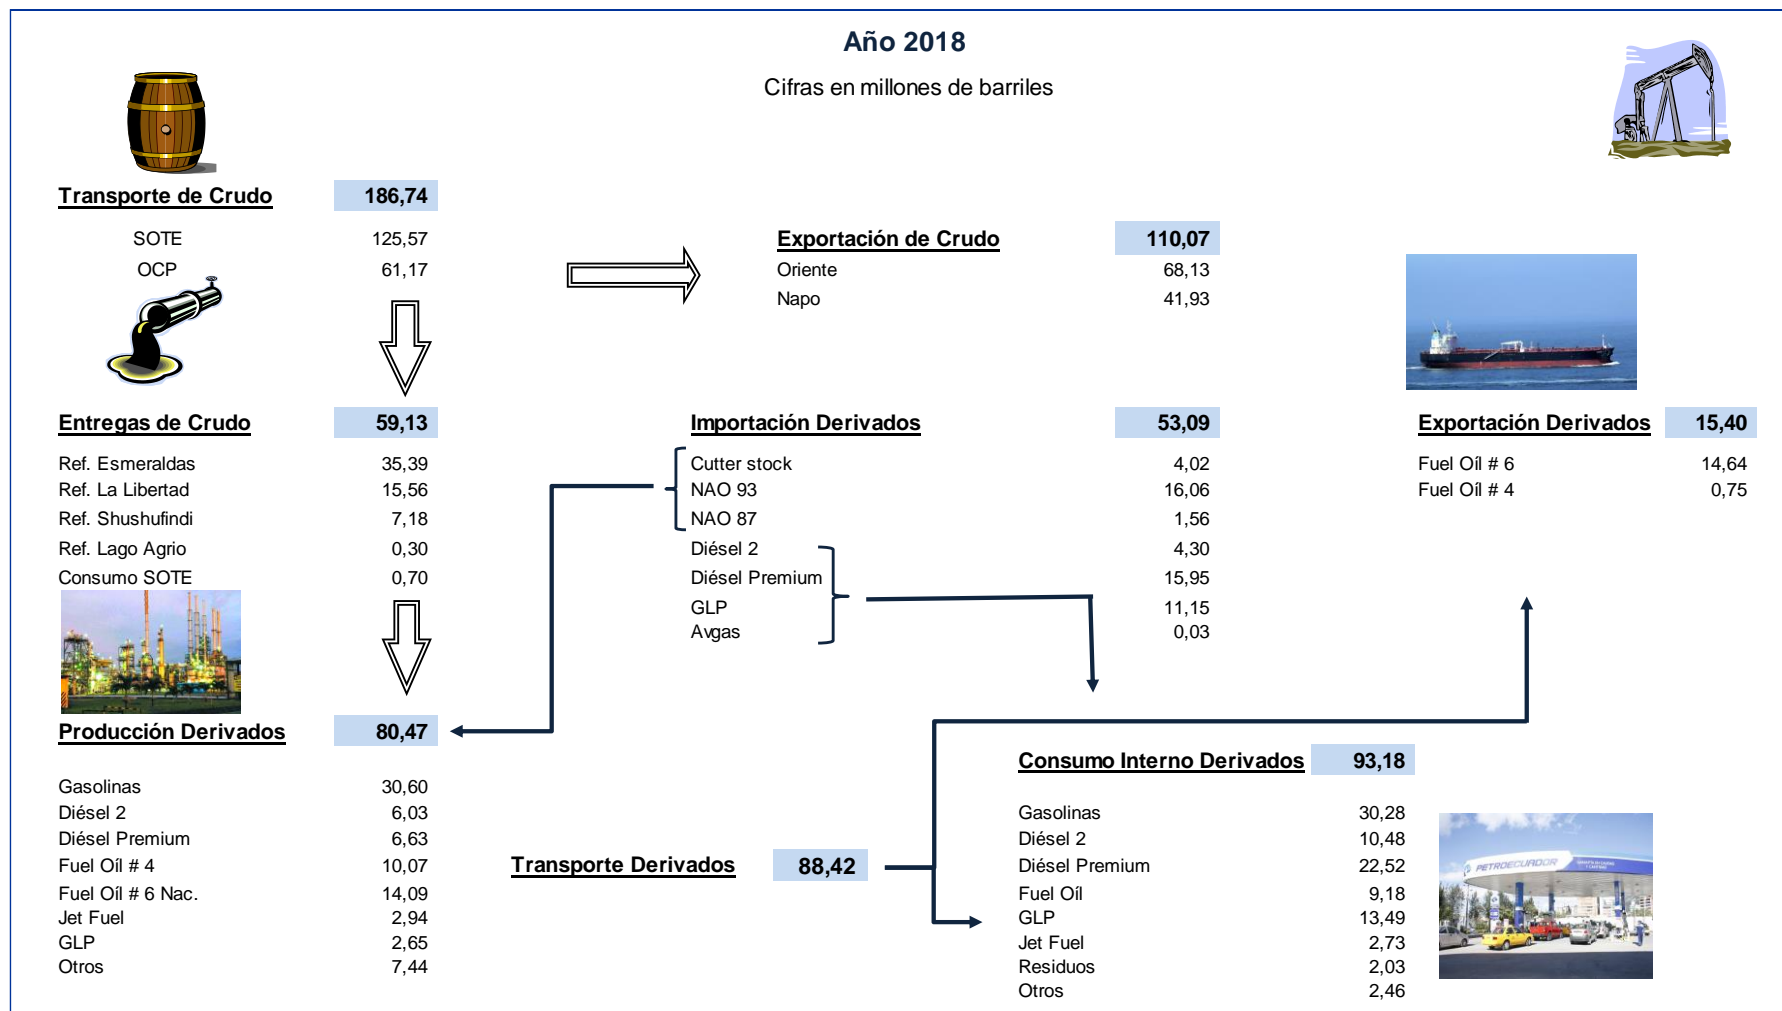 Año 2018
Cifras en millones de barriles
Transporte de Crudo 186,74
SOTE 125,57
OCP 61,17
Exportación de Crudo 110,07
Oriente 68,13
Napo 41,93
Entregas de Crudo 59,13
Ref. Esmeraldas 35,39
Ref. La Libertad 15,56
Ref. Shushufindi 7,18
Ref. Lago Agrio 0,30
Consumo SOTE 0,70
Importación Derivados 53,09
Cutter stock 4,02
NAO 93 16,06
NAO 87 1,56
Diésel 2 4,30
Diésel Premium 15,95
GLP 11,15
Avgas 0,03
Exportación Derivados 15,40
Fuel Oíl # 6 14,64
Fuel Oíl # 4 0,75
Producción Derivados 80,47
Gasolinas 30,60
Diésel 2 6,03
Diésel Premium 6,63
Fuel Oíl # 4 10,07
Fuel Oíl # 6 Nac. 14,09
Jet Fuel 2,94
GLP 2,65
Otros 7,44
Transporte Derivados 88,42
Consumo Interno Derivados 93,18
Gasolinas 30,28
Diésel 2 10,48
Diésel Premium 22,52
Fuel Oíl 9,18
GLP 13,49
Jet Fuel 2,73
Residuos 2,03
Otros 2,46
PETROECUADOR